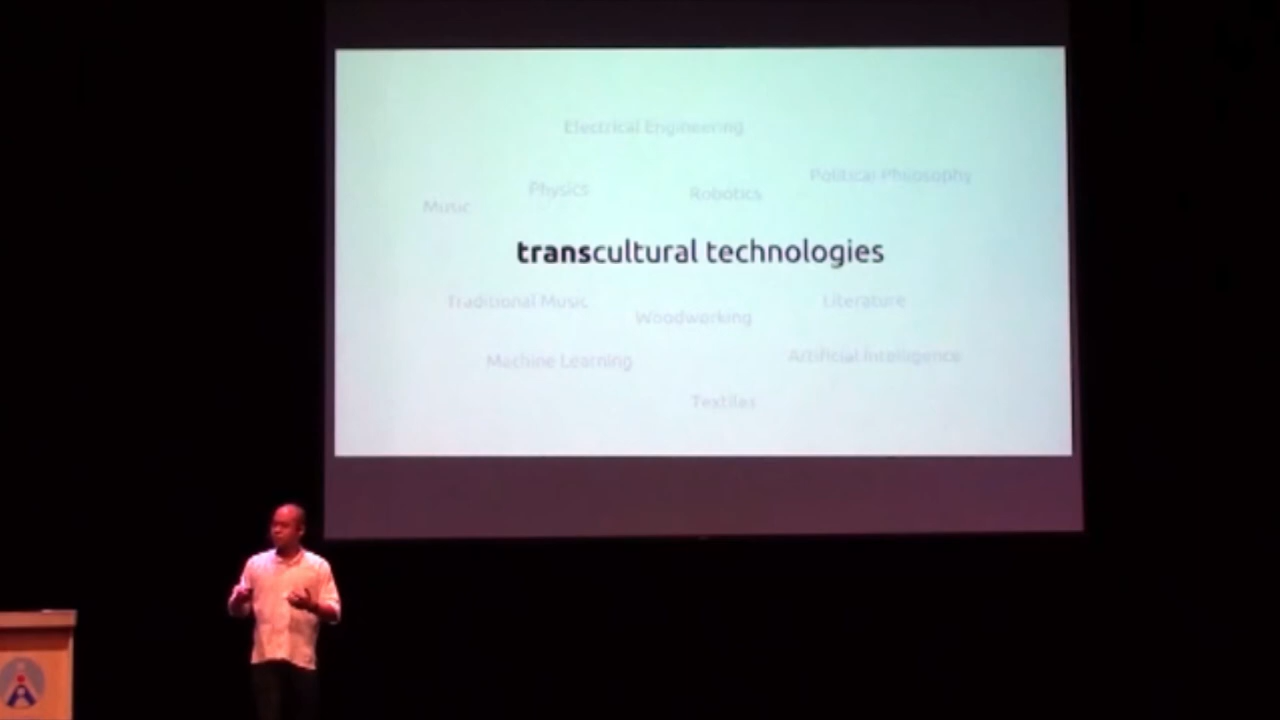 Electrical Engineering
Political Philosophy
Physics
Robotics
Music
transcultural technologies
Traditional Music
Literature
Woodworking
Machine Learning
Artificial Intelligence
Textiles